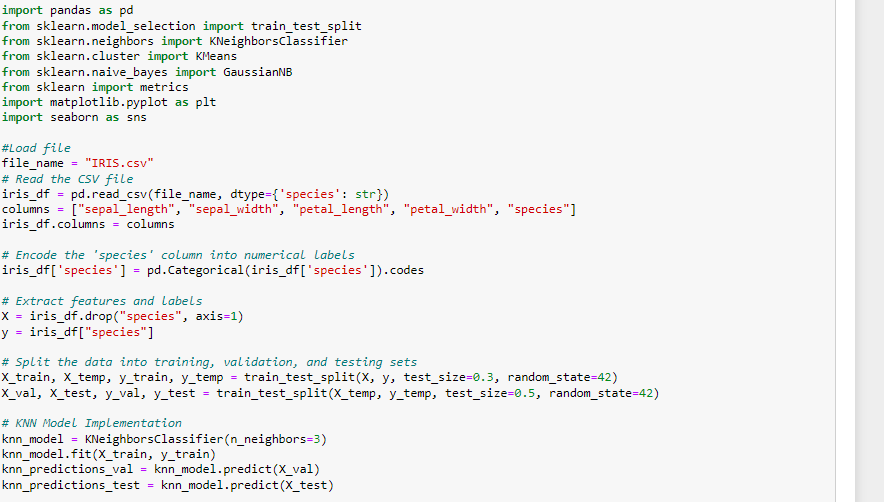 import pandas as pd
from sklearn.model_selection import train_test_split
from sklearn.neighbors import KNeighborsClassifier
from sklearn.cluster import KMeans
from sklearn.naive_bayes import GaussianNB
from sklearn import metrics
import matplotlib.pyplot as plt
import seaborn as sns

#Load file
file_name = "IRIS.csv"
# Read the CSV file
iris_df = pd.read_csv(file_name, dtype={'species': str})
columns = ["sepal_length", "sepal_width", "petal_length", "petal_width", "species"]
iris_df.columns = columns

# Encode the 'species' column into numerical labels
iris_df['species'] = pd.Categorical(iris_df['species']).codes

# Extract features and labels
X = iris_df.drop("species", axis=1)
y = iris_df["species"]

# Split the data into training, validation, and testing sets
X_train, X_temp, y_train, y_temp = train_test_split(X, y, test_size=0.3, random_state=42)
X_val, X_test, y_val, y_test = train_test_split(X_temp, y_temp, test_size=0.5, random_state=42)

# KNN Model Implementation
knn_model = KNeighborsClassifier(n_neighbors=3)
knn_model.fit(X_train, y_train)
knn_predictions_val = knn_model.predict(X_val)
knn_predictions_test = knn_model.predict(X_test)